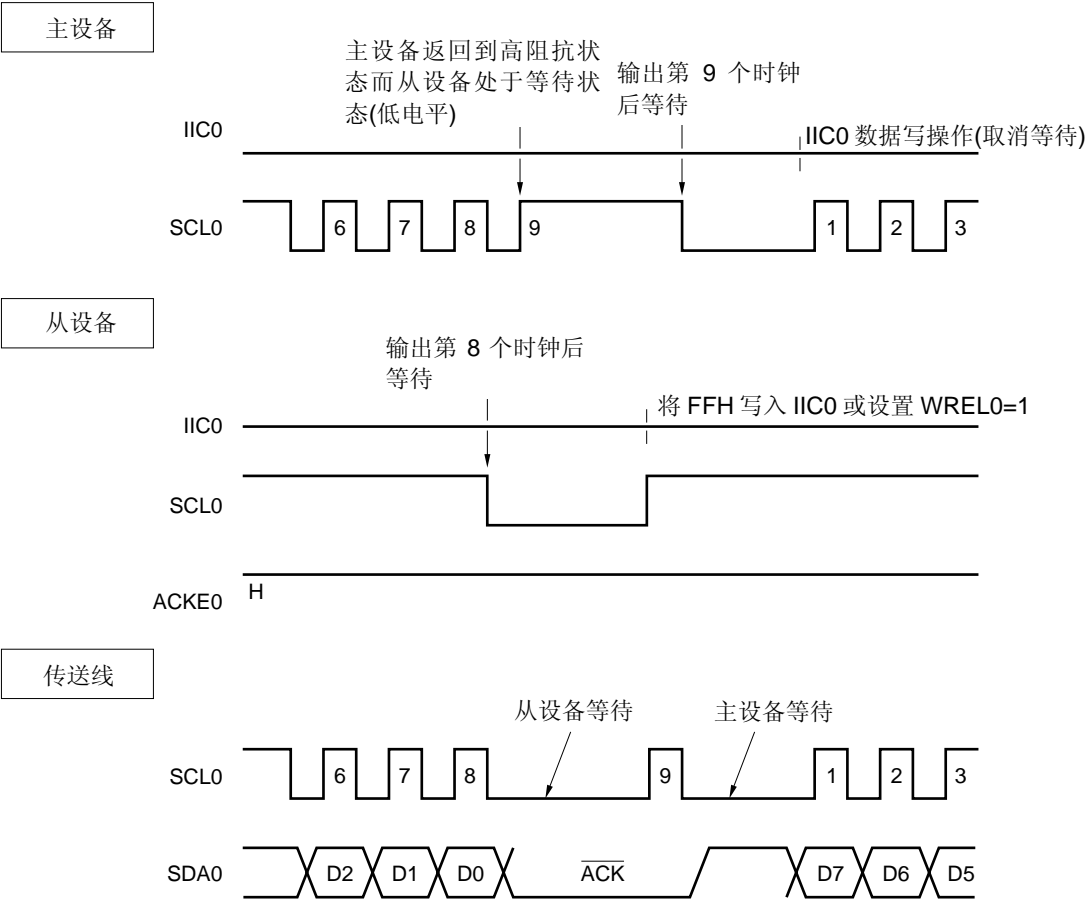 主设备
主设备返回到高阻抗状
态而从设备处于等待状
态(低电平)
输出第 9 个时钟
后等待
IIC0
IIC0 数据写操作(取消等待)
SCL0
6 7 8 9 1 2 3
从设备
输出第 8 个时钟后
等待
将 FFH 写入 IIC0 或设置 WREL0=1
IIC0
SCL0
ACKE0
H
传送线
从设备等待
主设备等待
SCL0
6 7 8 9 1 2 3
SDA0
D2 D1 D0 ACK D7 D6 D5